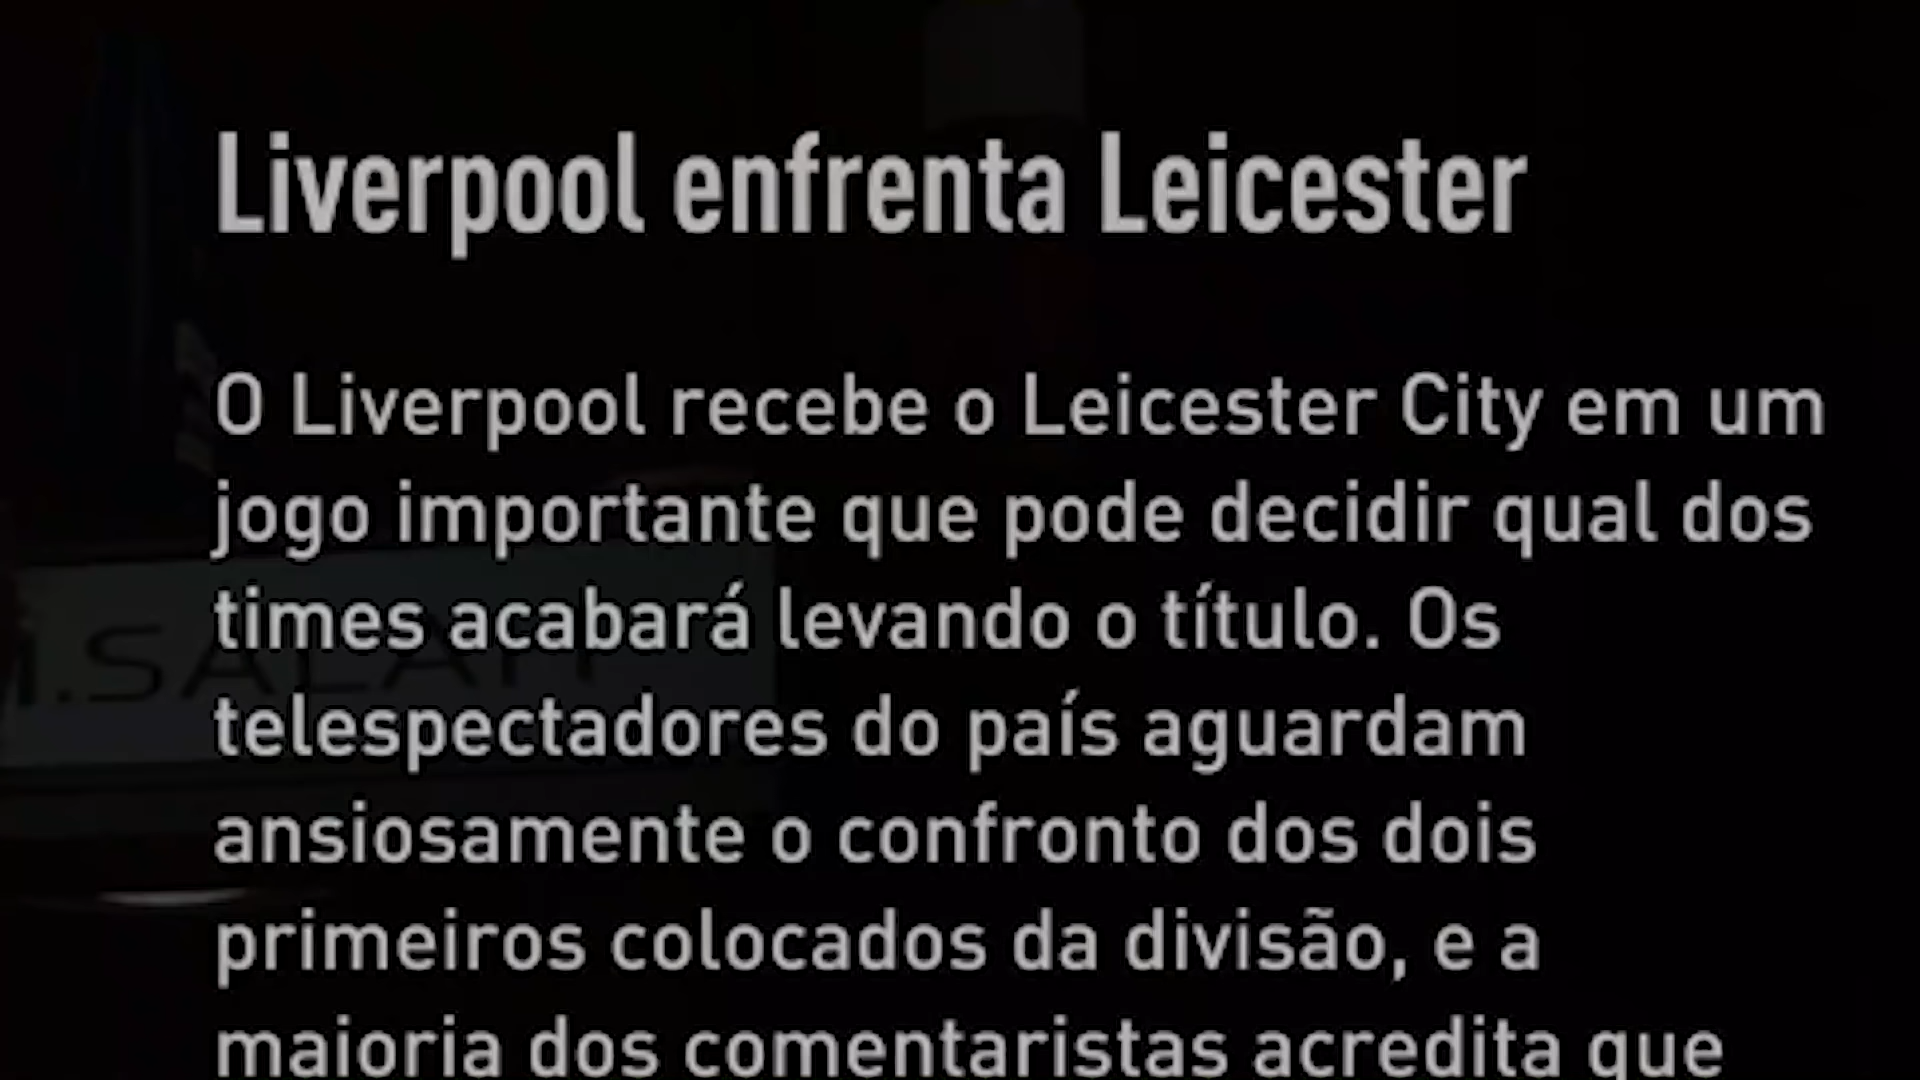 Liverpool enfrenta Leicester
O Liverpool recebe o Leicester City em um
jogo importante que pode decidir qual dos
times acabará levando o título. Os
M.SALAH
telespectadores do país aguardam
ansiosamente o confronto dos dois
primeiros colocados da divisão, e a
maioria dos comentaristas acredita que